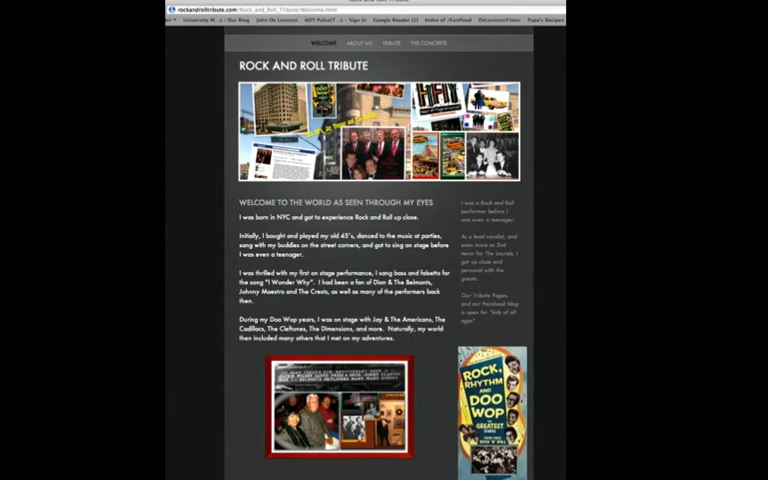 rockandrolltribute.com/Rock_and_Roll_Tribute/Welcome.html
University W... : Our Blog John De Lorenzo ADT Pulse(T... - Sign In Google Reader (1) Index of /fanfood DeLorenzoTimes Papa's Recipes
WELCOME ABOUT ME TRIBUTE THE CONCERTS
ROCK AND ROLL TRIBUTE
WELCOME TO THE WORLD AS SEEN THROUGH MY EYES
I was born in NYC and got to experience Rock and Roll up close.
Initially, I bought and played my old 45's, danced to the music at parties,
sang with my buddies on the street corners, and got to sing on stage before
I was even a teenager.
I was thrilled with my first on stage performance, I sang bass and falsetto for
the song "I Wonder Why". I had been a fan of Dion & The Belmonts,
Johnny Maestro and The Crests, as well as many of the performers back
then.
During my Doo Wop years, I was on stage with Jay & The Americans, The
Cadillacs, The Cleftones, The Dimensions, and more. Naturally, my world
then included many others that I met on my adventures.
I was a Rock and Roll
performer before I
was even a teenager.
As a lead vocalist, and
even more as 2nd
tenor for The Laurels, I
got up close and
personal with the
greats.
Our Tribute Pages,
and our Facebook blog
is open for "kids of all
ages"
ROCK,
RHYTHM
AND
DOO
WOP
THE
GREATEST
ROCK 'N' ROLL